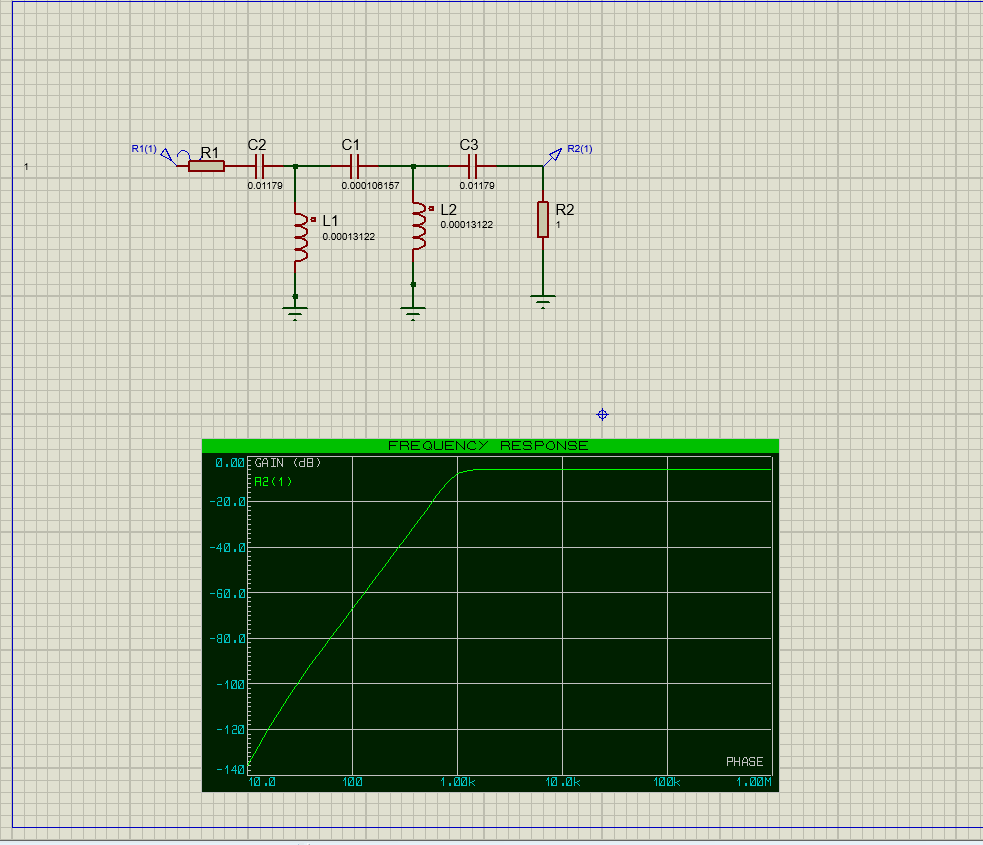 R1(1) R1 C2 C1 C3 R2(1)
1
0.01179 0.000106157 0.01179
L1 L2 R2
0.00013122 0.00013122 1
FREQUENCY RESPONSE
0.00 GAIN (dB)
R2(1)
-20.0
-40.0
-60.0
-80.0
-100
-120
PHASE
-140
10.0 100 1.00k 10.0k 100k 1.00M